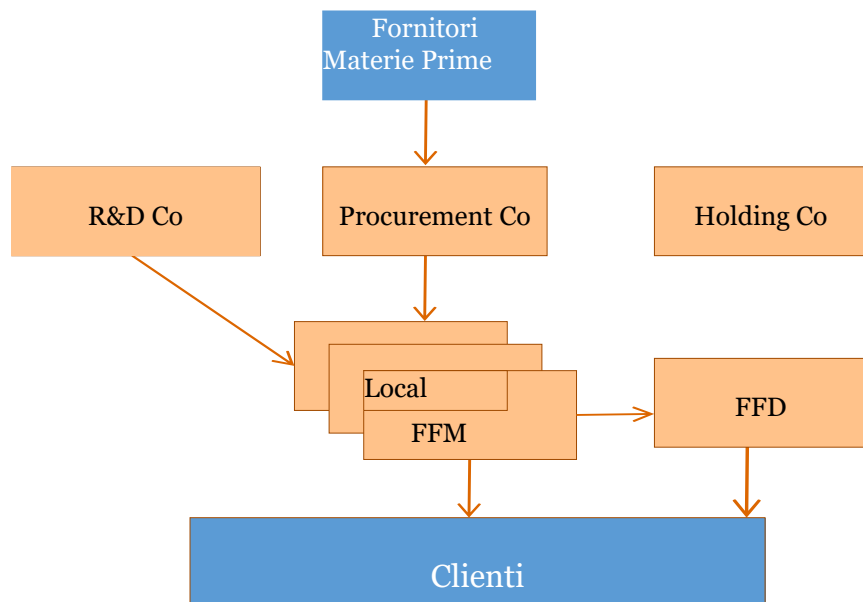 Fornitori
Materie Prime
R&D Co
Procurement Co
Holding Co
Local
FFM
FFD
Clienti